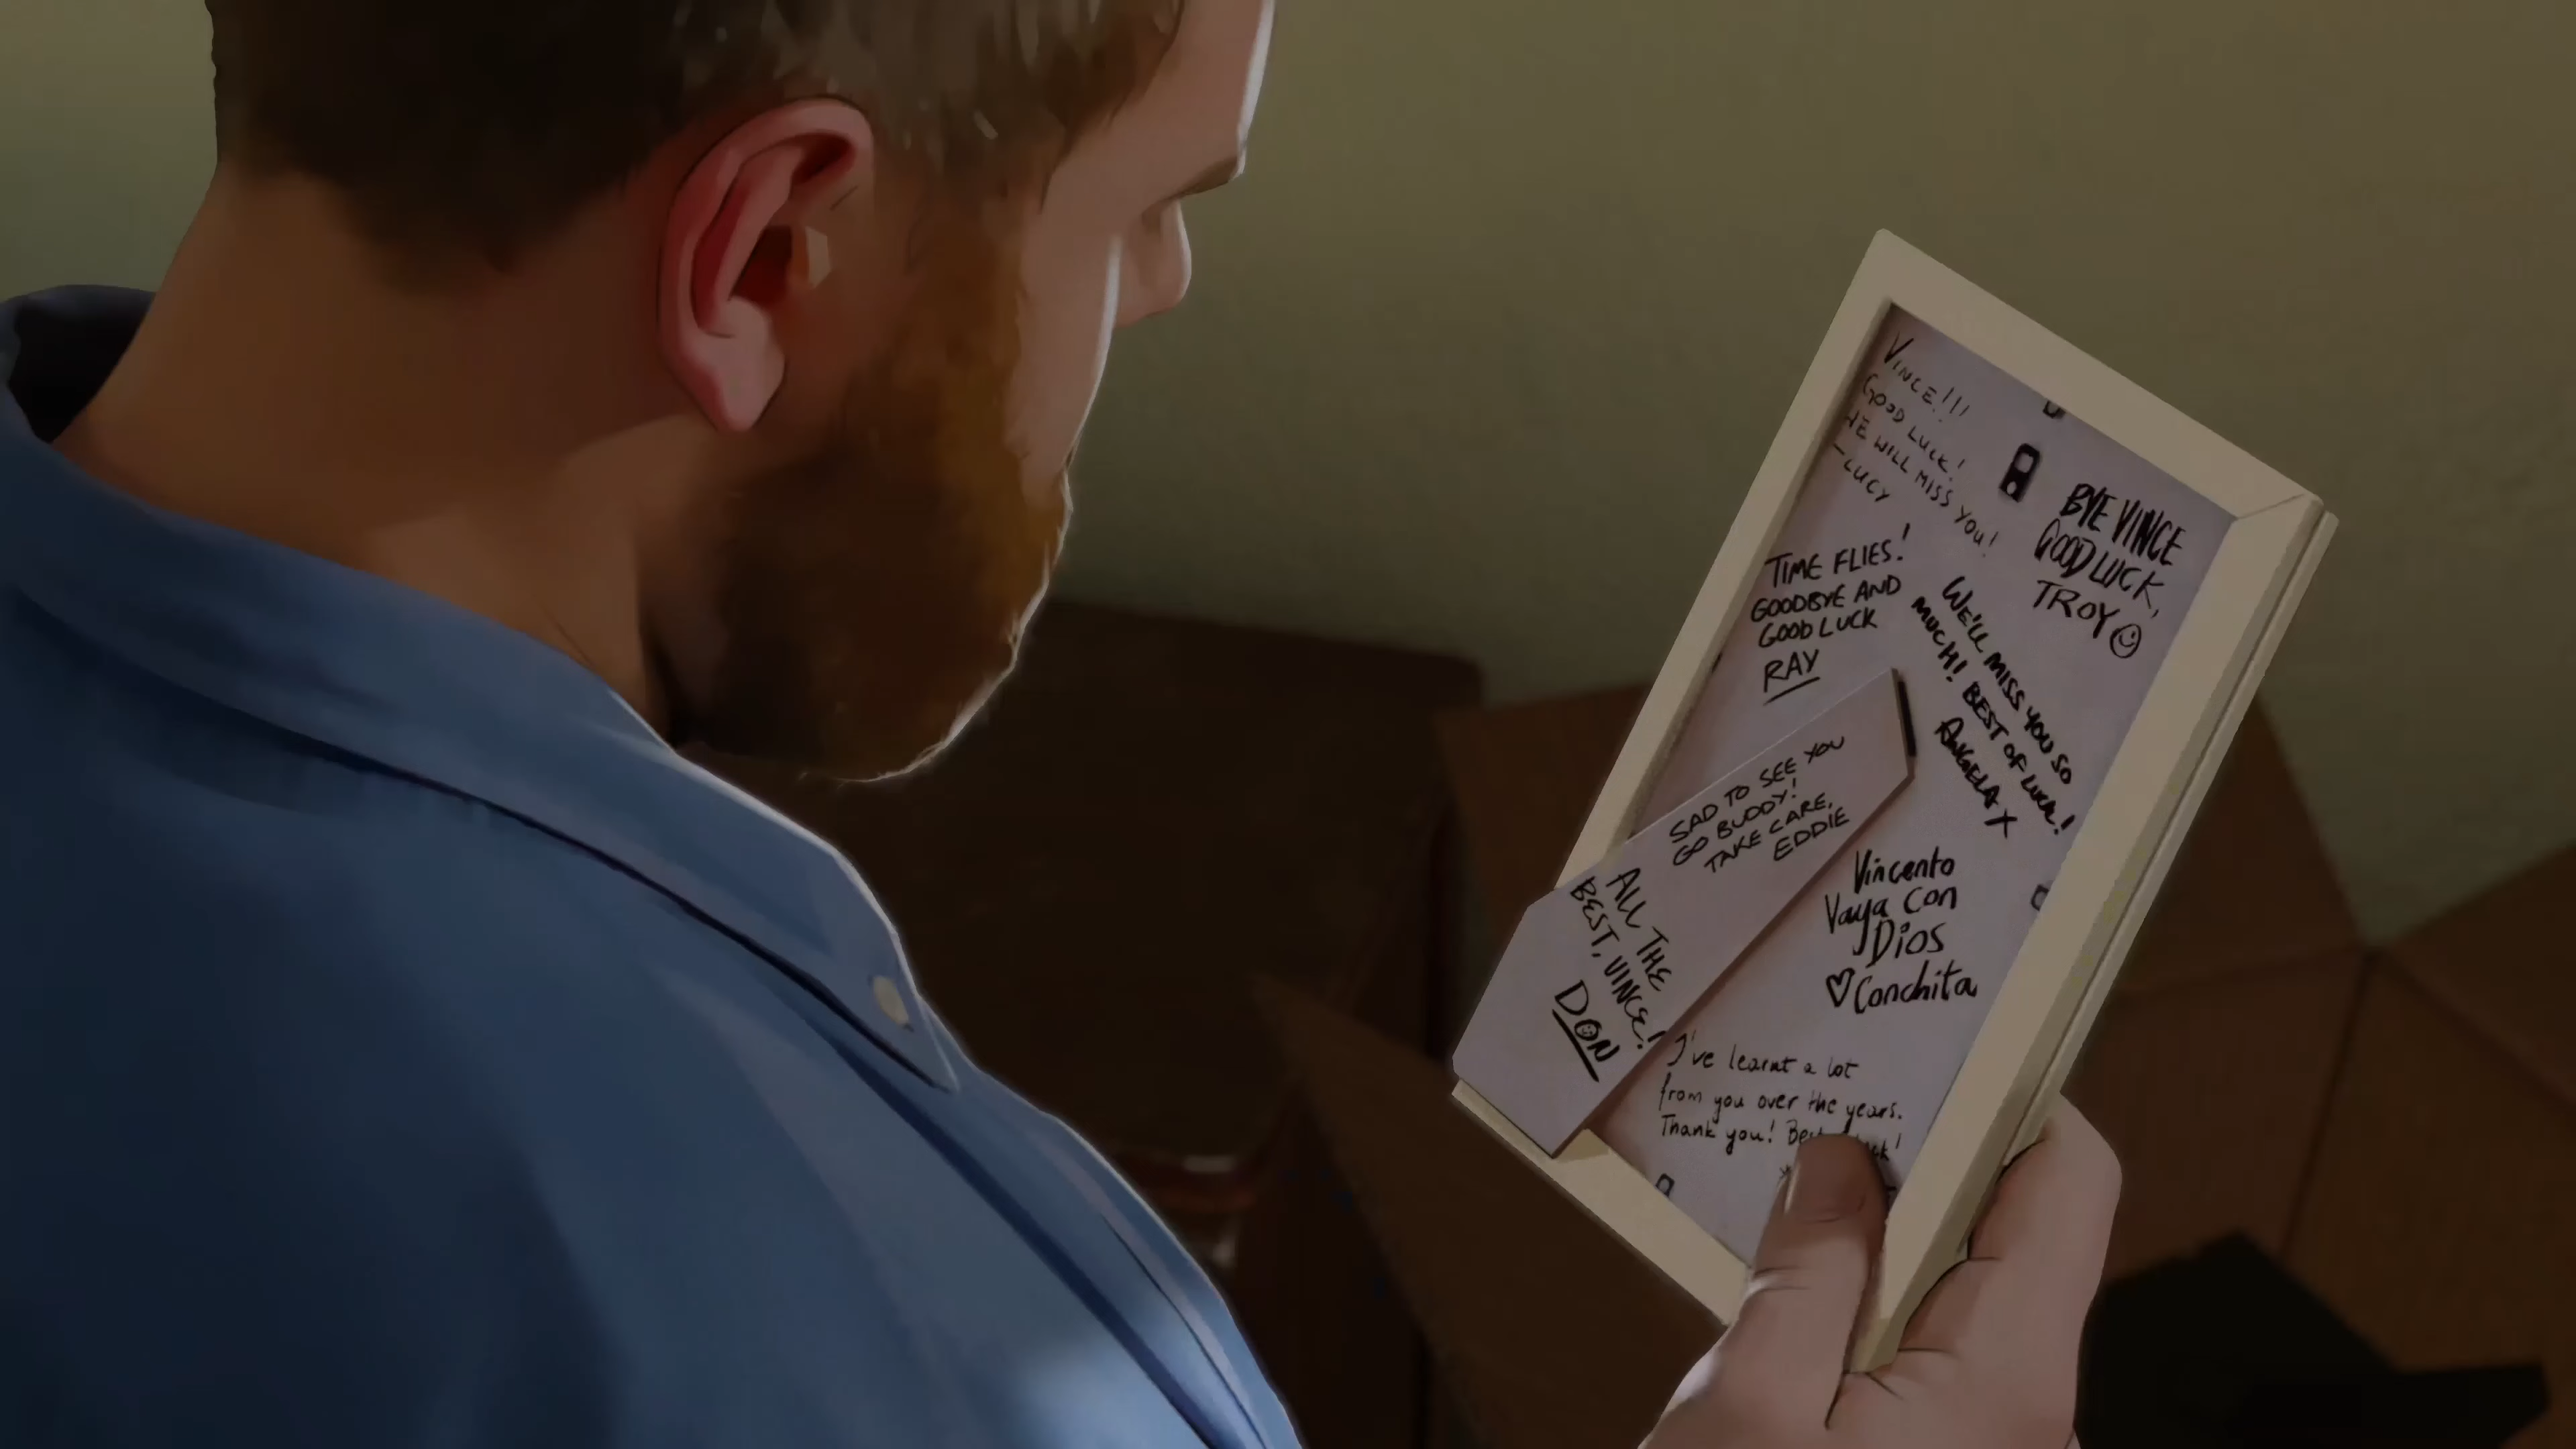 VINCE!!!
GOOD LUCK!
WE WILL MISS YOU!
-LUCY
BYE VINCE
GOOD LUCK,
TROY
TIME FLIES!
GOODBYE AND
GOOD LUCK
RAY
WE'LL MISS YOU SO
MUCH! BEST OF LUCK!
ANGELA X
SAD TO SEE YOU
GO BUDDY!
TAKE CARE,
EDDIE
ALL THE
BEST, VINCE!
DON
Vincento
Vaya Con
Dios
Conchita
I've learnt a lot
from you over the years.
Thank you!